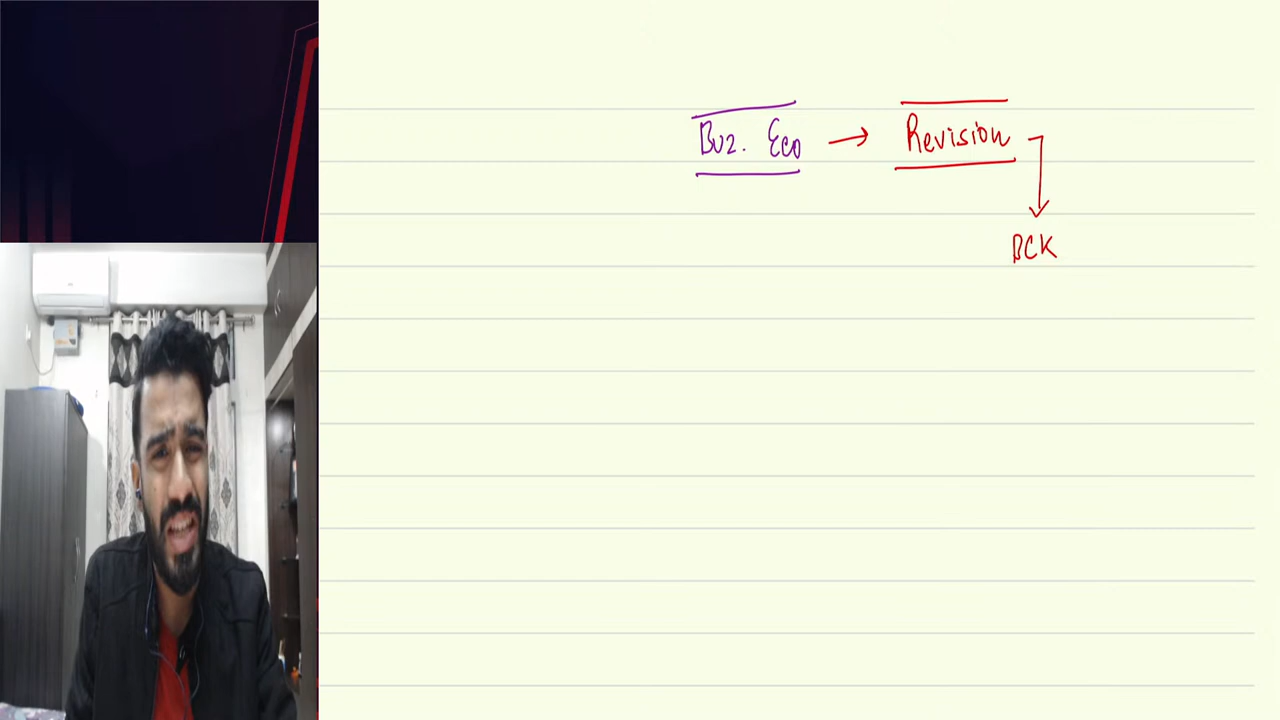 Buz. Eco → Revision
BCK